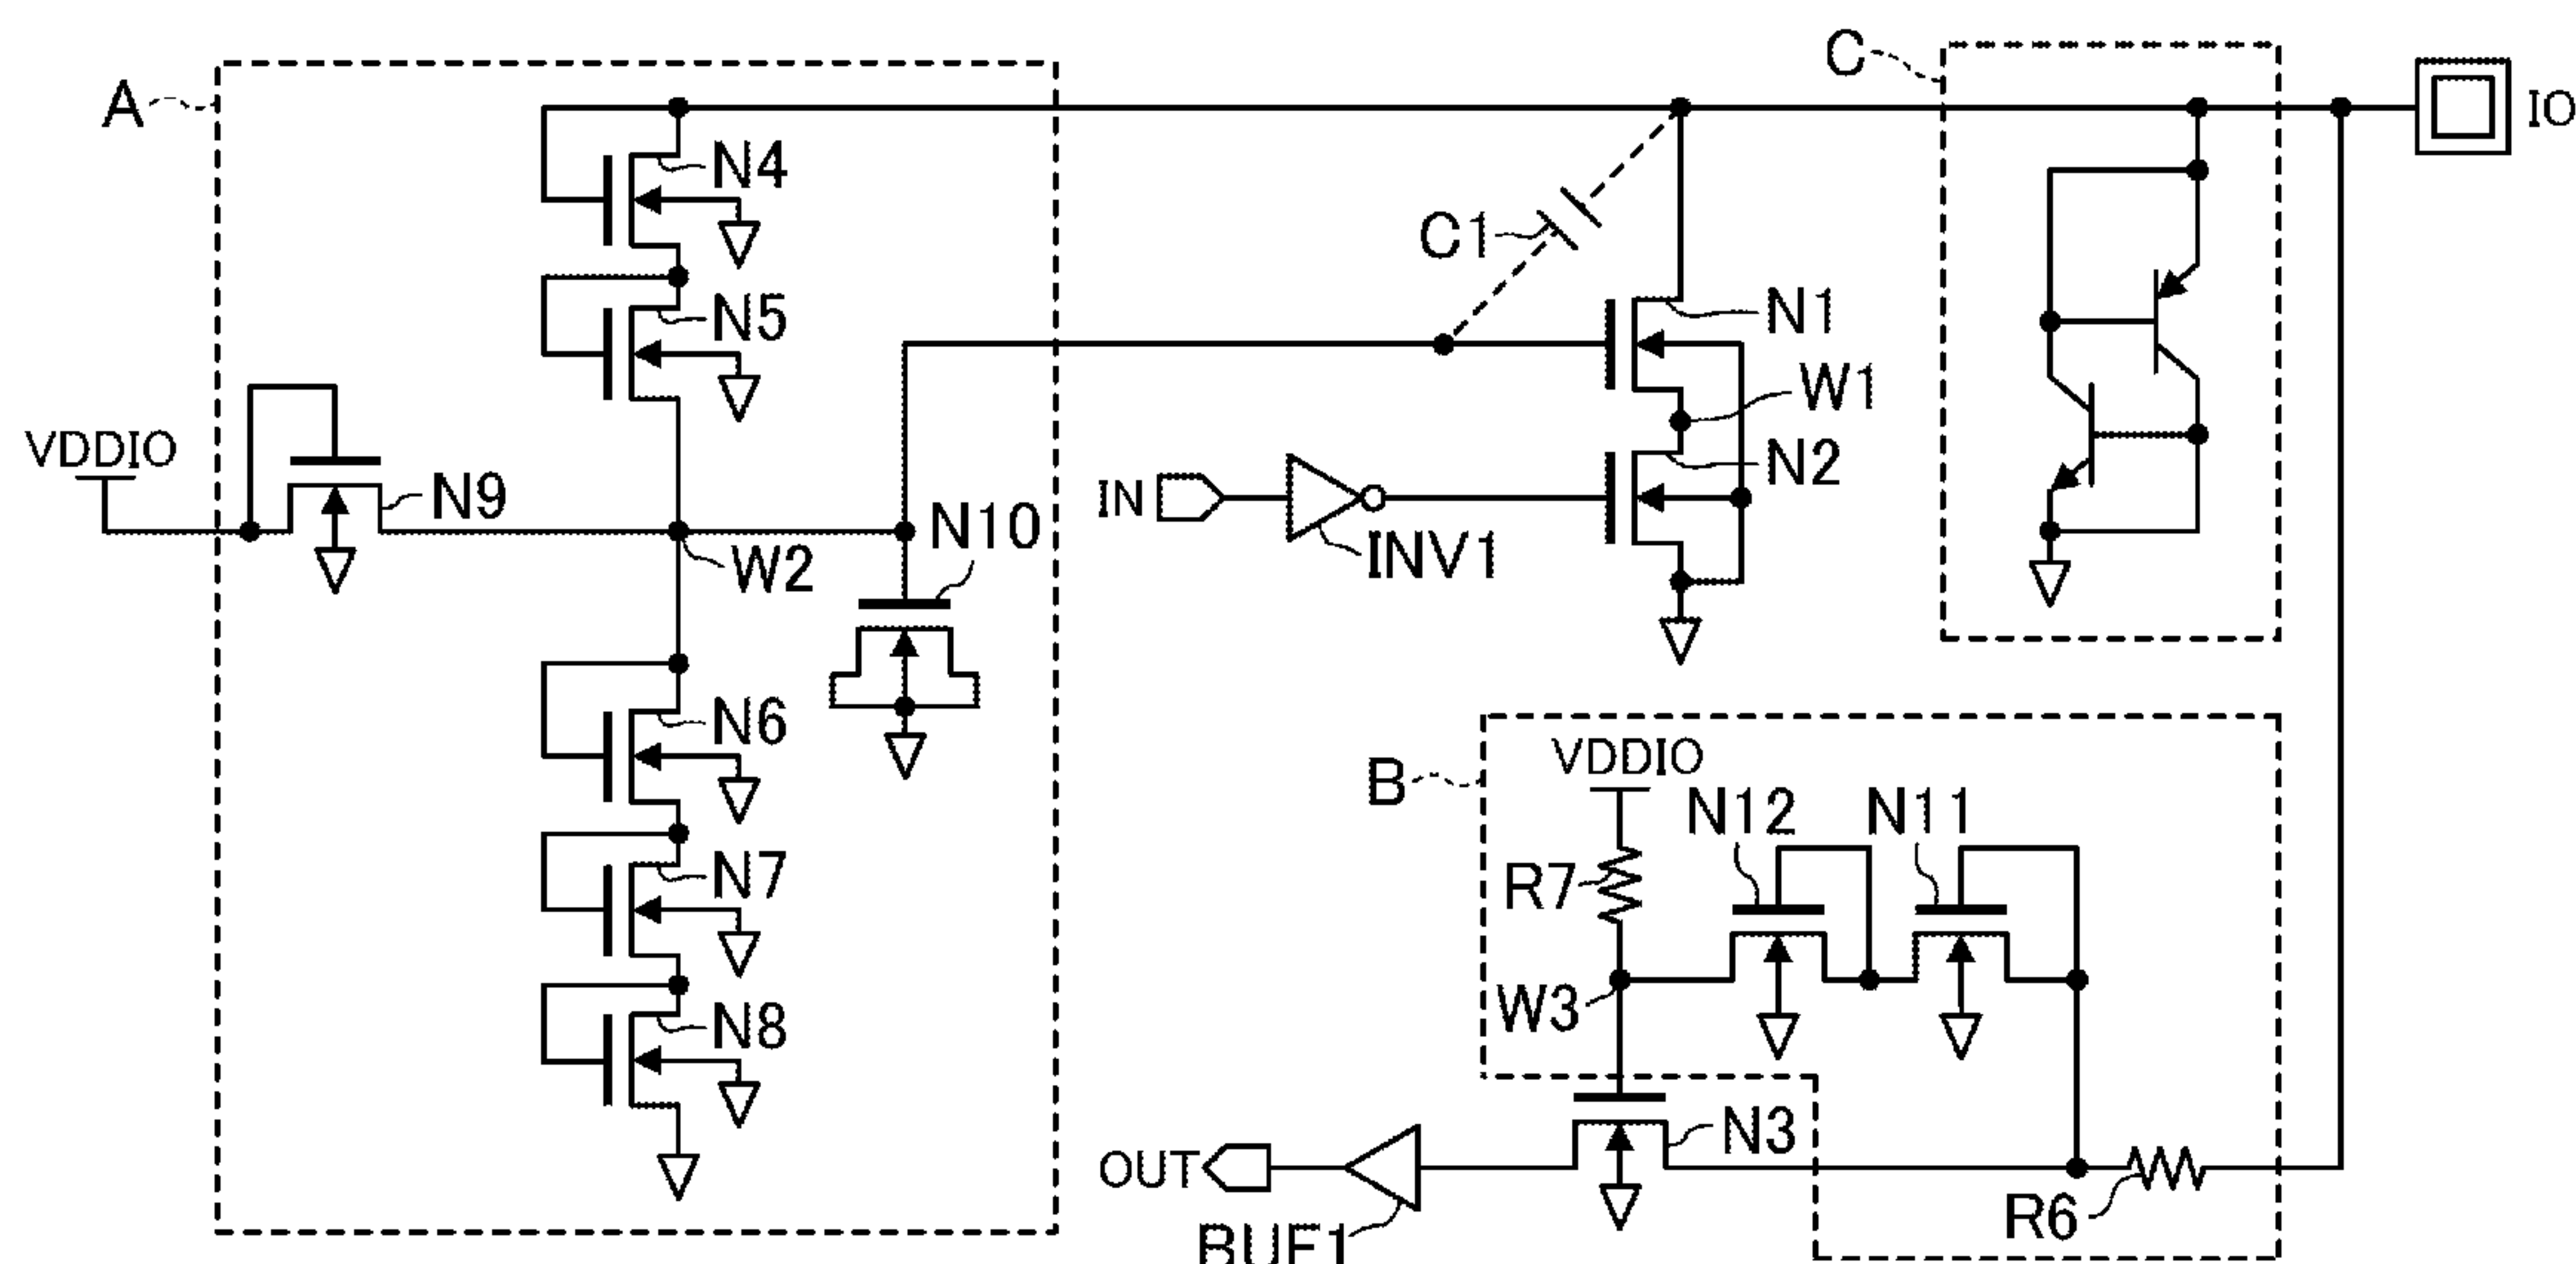 A
C
IO
N4
C1
N5
N1
W1
VDDIO
N9
N10
N2
IN
INV1
W2
N6
B
VDDIO
N12
N11
N7
R7
W3
N8
N3
OUT
R6
BUF1